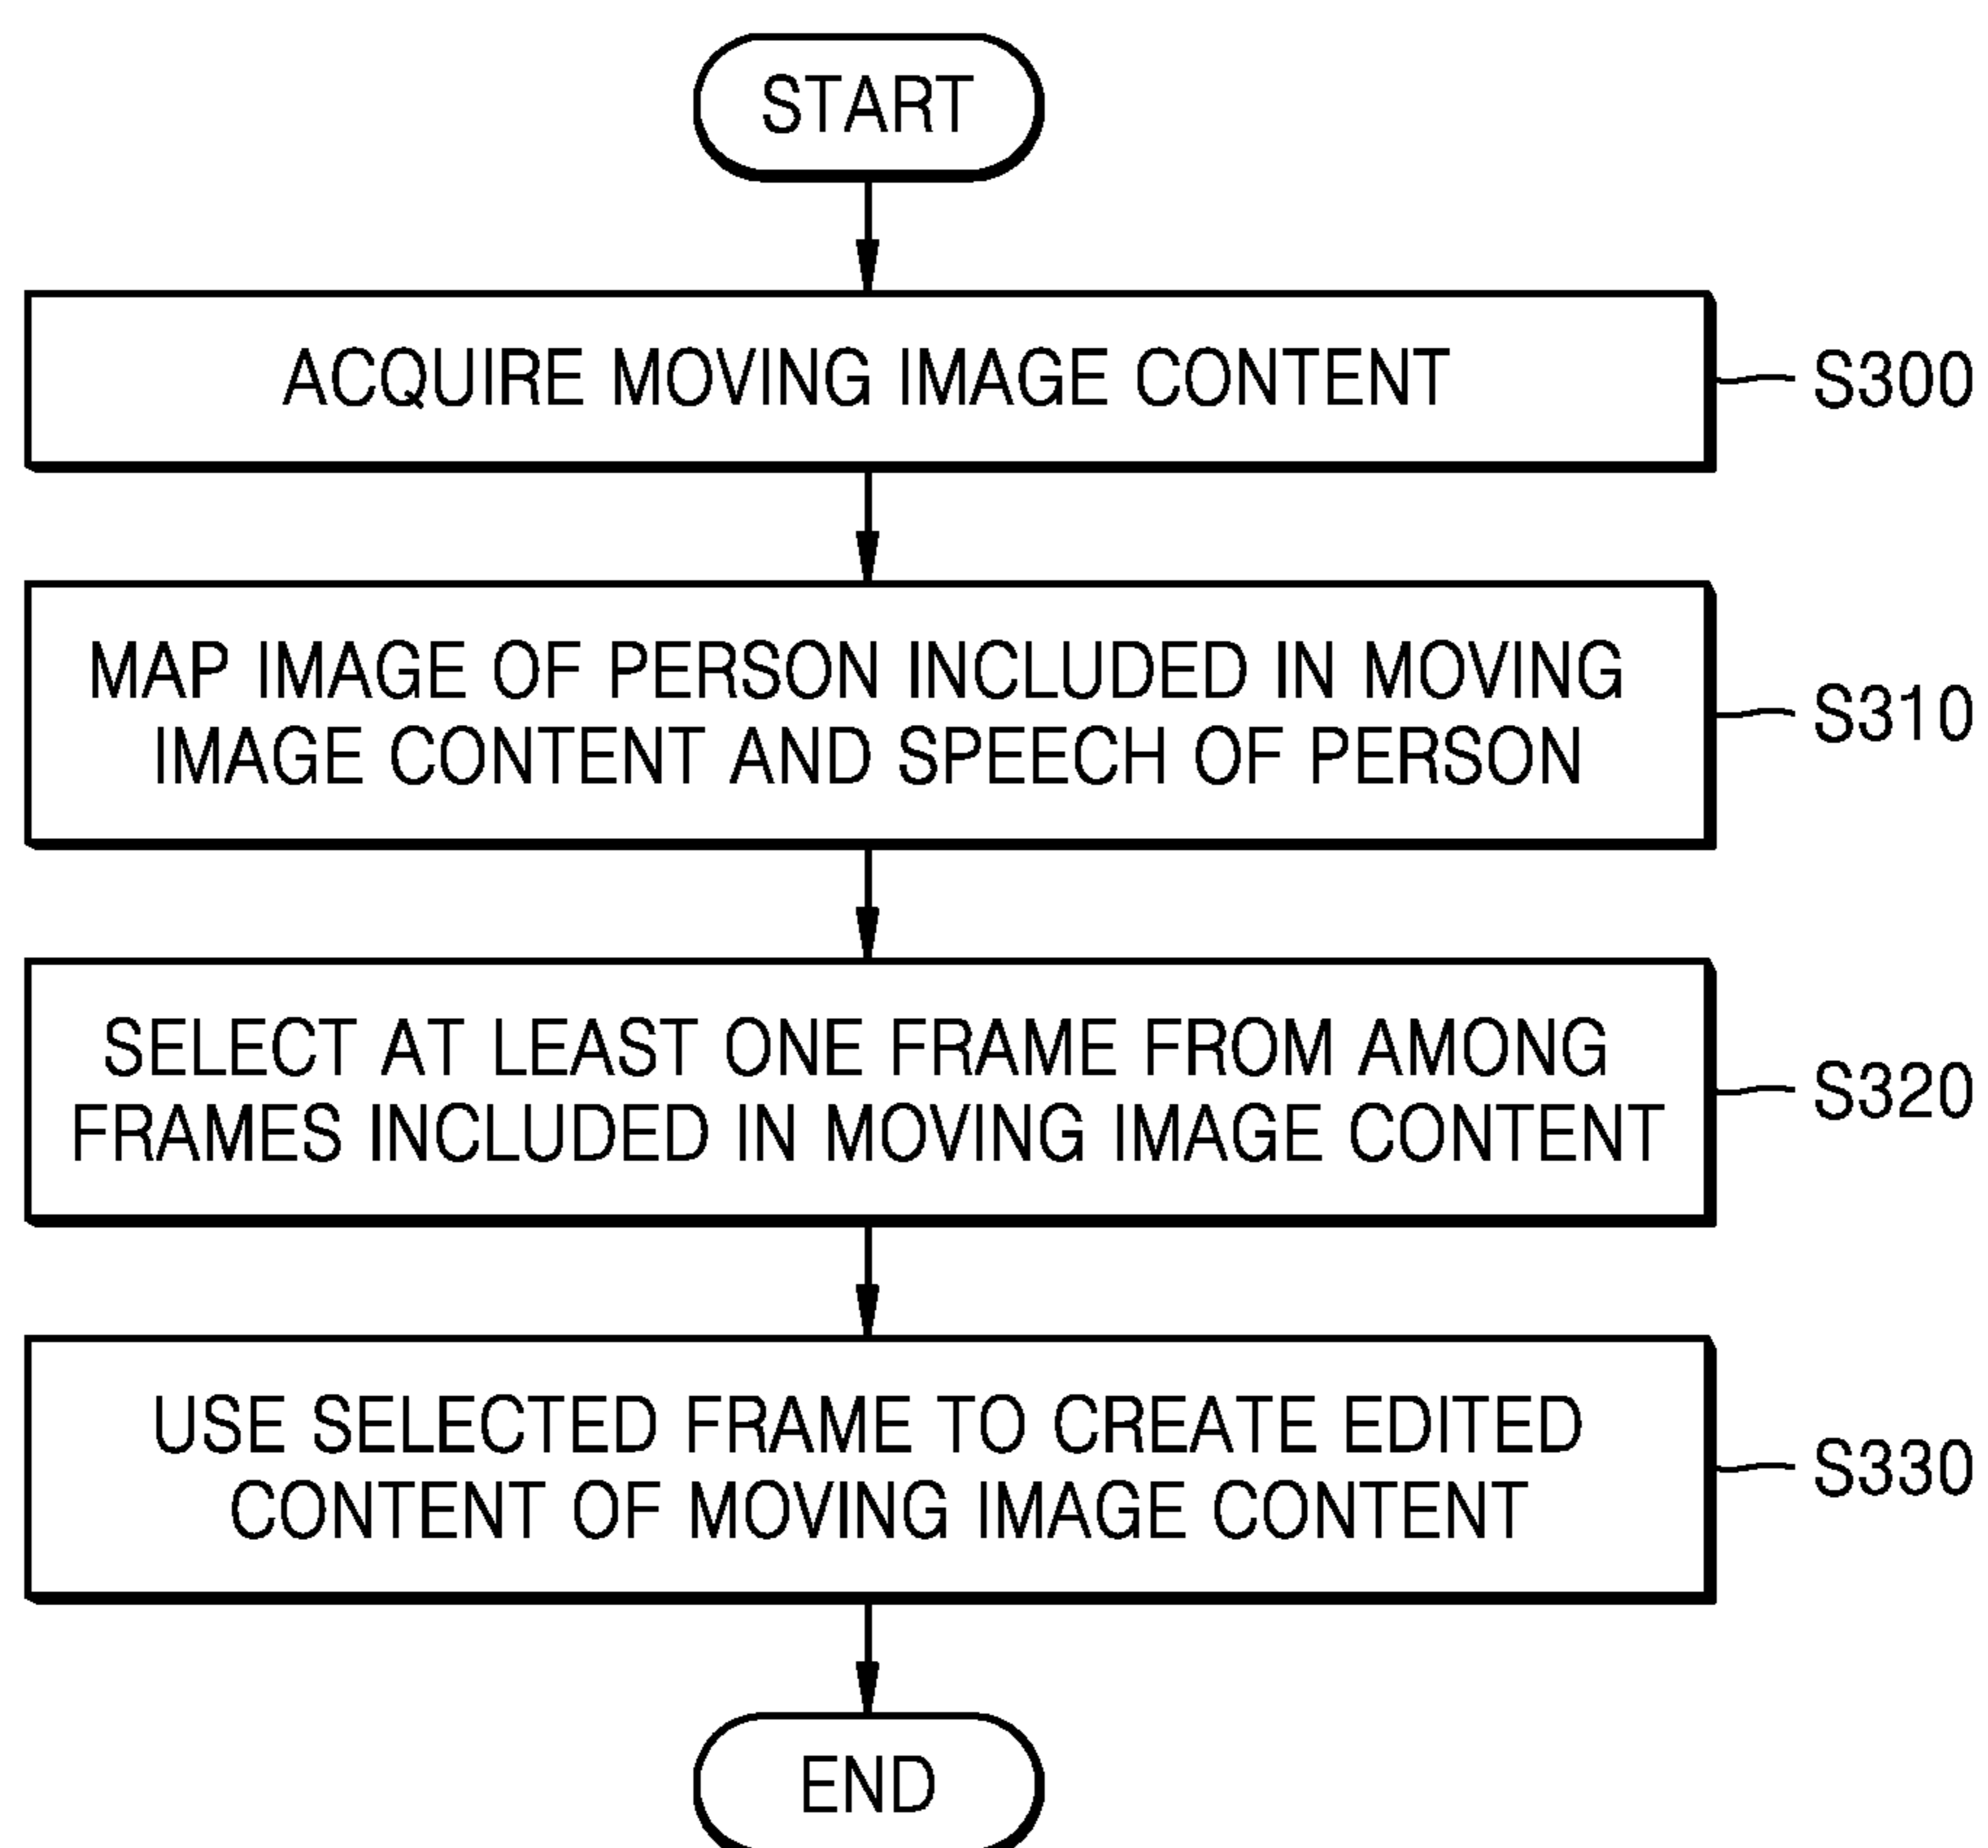 START
ACQUIRE MOVING IMAGE CONTENT
S300
MAP IMAGE OF PERSON INCLUDED IN MOVING
IMAGE CONTENT AND SPEECH OF PERSON
S310
SELECT AT LEAST ONE FRAME FROM AMONG
FRAMES INCLUDED IN MOVING IMAGE CONTENT
S320
USE SELECTED FRAME TO CREATE EDITED
CONTENT OF MOVING IMAGE CONTENT
S330
END